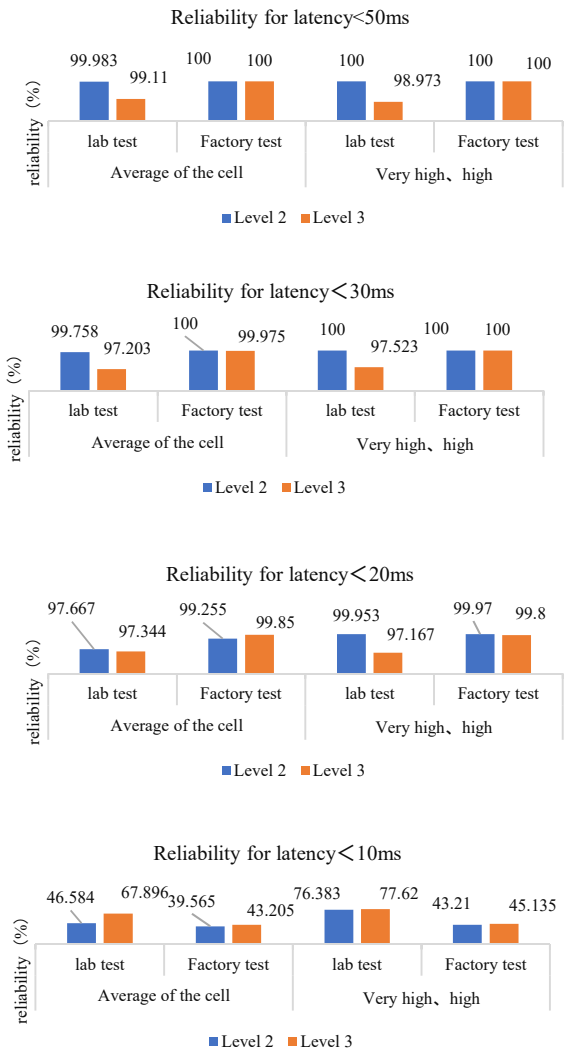 Reliability for latency<50ms
99.983
99.11
100
100
100
98.973
100
100
reliability（%）
lab test
Factory test
lab test
Factory test
Average of the cell
Very high、high
Level 2
Level 3
Reliability for latency＜30ms
99.758
97.203
100
99.975
100
97.523
100
100
reliability（%）
lab test
Factory test
lab test
Factory test
Average of the cell
Very high、high
Level 2
Level 3
Reliability for latency＜20ms
97.667
97.344
99.255
99.85
99.953
97.167
99.97
99.8
reliability (%)
lab test
Factory test
lab test
Factory test
Average of the cell
Very high、high
Level 2
Level 3
Reliability for latency＜10ms
46.584
67.896
39.565
43.205
76.383
77.62
43.21
45.135
reliability（%）
lab test
Factory test
lab test
Factory test
Average of the cell
Very high、high
Level 2
Level 3